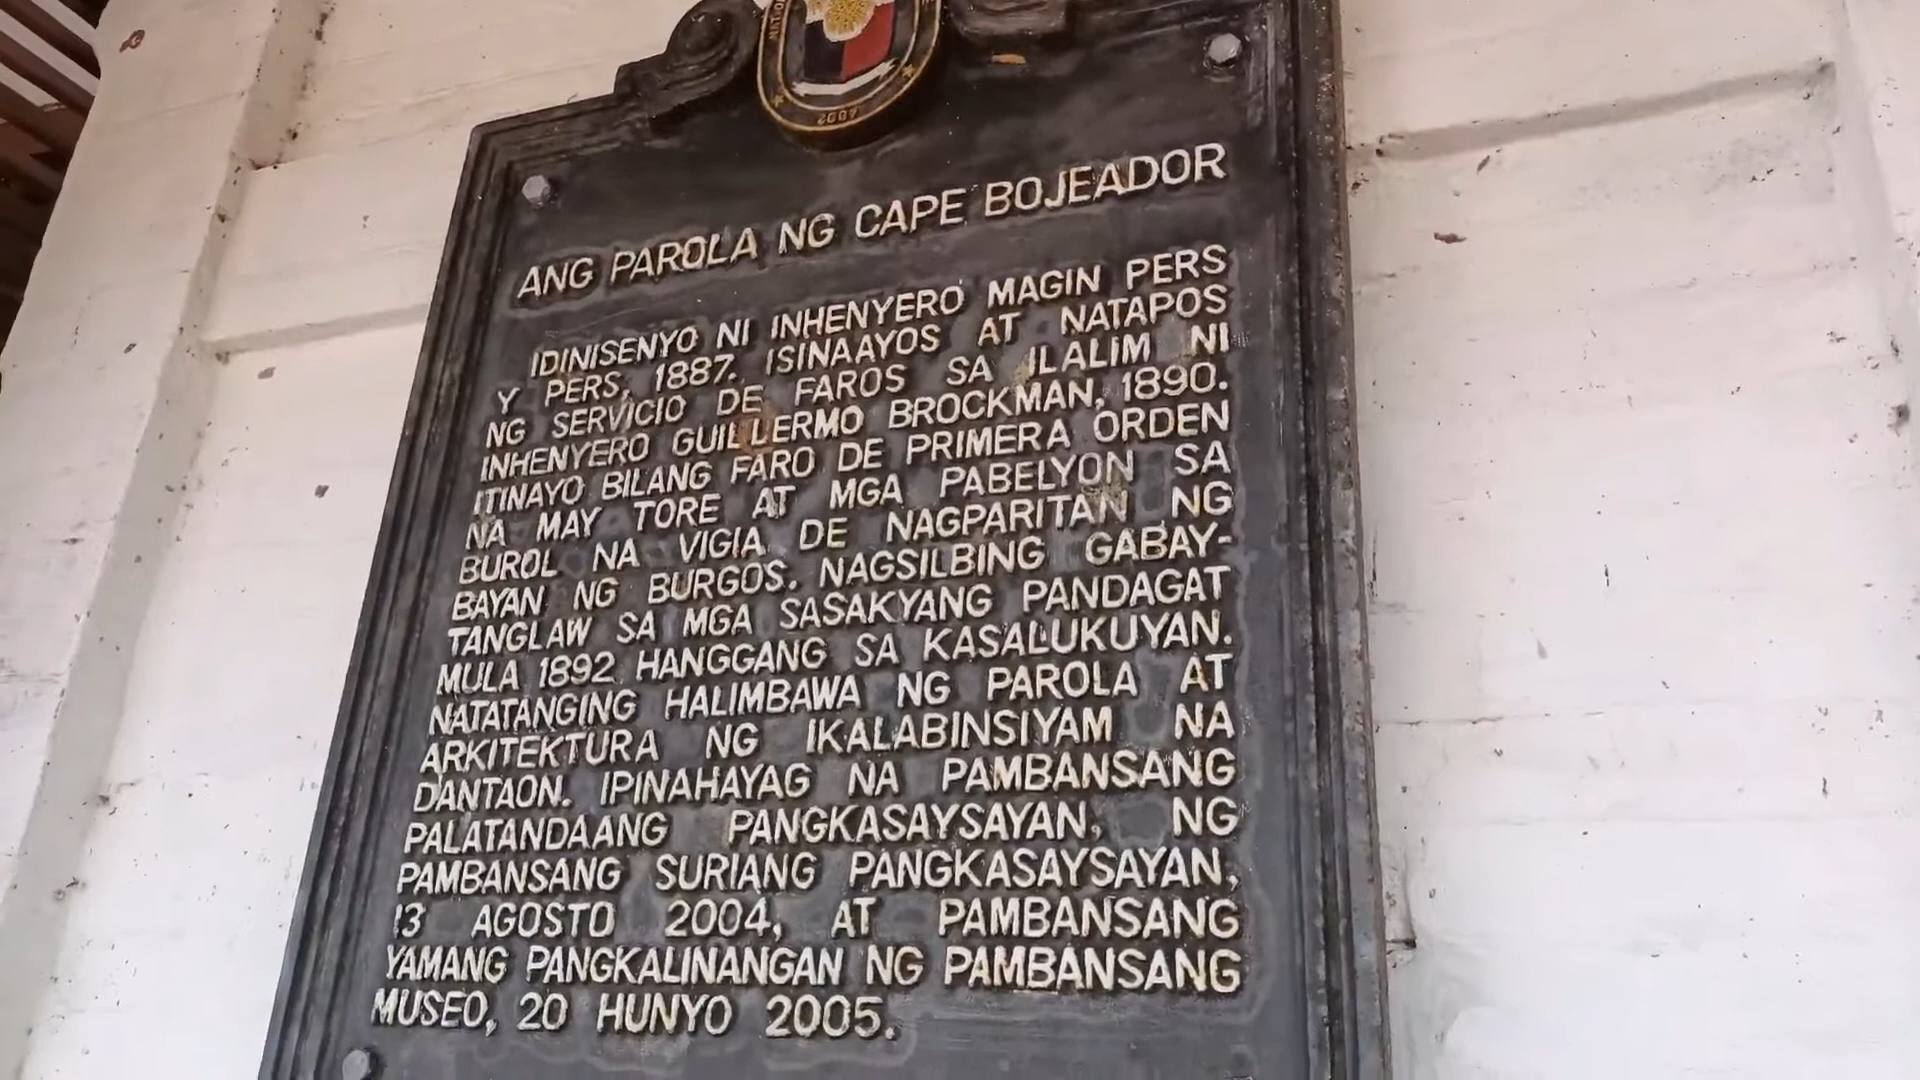 2004
ANG PAROLA NG CAPE BOJEADOR
IDINISENYO NI INHENYERO MAGIN PERS
Y PERS, 1887. ISINAAYOS AT NATAPOS
NG SERVICIO DE FAROS SA ILALIM NI
INHENYERO GUILLERMO BROCKMAN, 1890.
ITINAYO BILANG FARO DE PRIMERA ORDEN
NA MAY TORE AT MGA PABELYON SA
BUROL NA VIGIA DE NAGPARITAN NG
BAYAN NG BURGOS. NAGSILBING GABAY-
TANGLAW SA MGA SASAKYANG PANDAGAT
MULA 1892 HANGGANG SA KASALUKUYAN.
NATATANGING HALIMBAWA NG PAROLA AT
ARKITEKTURA NG IKALABINSIYAM NA
DANTAON. IPINAHAYAG NA PAMBANSANG
PALATANDAANG PANGKASAYSAYAN, NG
PAMBANSANG SURIANG PANGKASAYSAYAN,
13 AGOSTO 2004, AT PAMBANSANG
YAMANG PANGKALINANGAN NG PAMBANSANG
MUSEO, 20 HUNYO 2005.